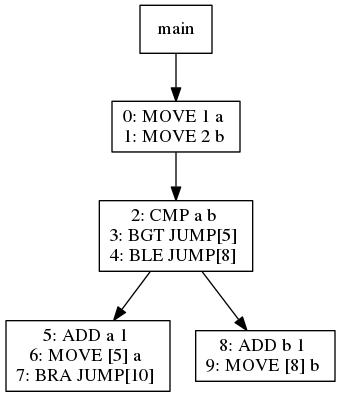 main
0: MOVE 1 a
1: MOVE 2 b
2: CMP a b
3: BGT JUMP[5]
4: BLE JUMP[8]
5: ADD a 1
6: MOVE [5] a
7: BRA JUMP[10]
8: ADD b 1
9: MOVE [8] b